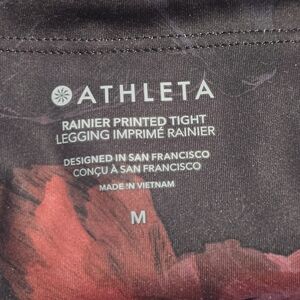 ATHLETA
RAINIER PRINTED TIGHT
LEGGING IMPRIMÉ RAINIER
DESIGNED IN SAN FRANCISCO
CONÇU À SAN FRANCISCO
MADE IN VIETNAM
M